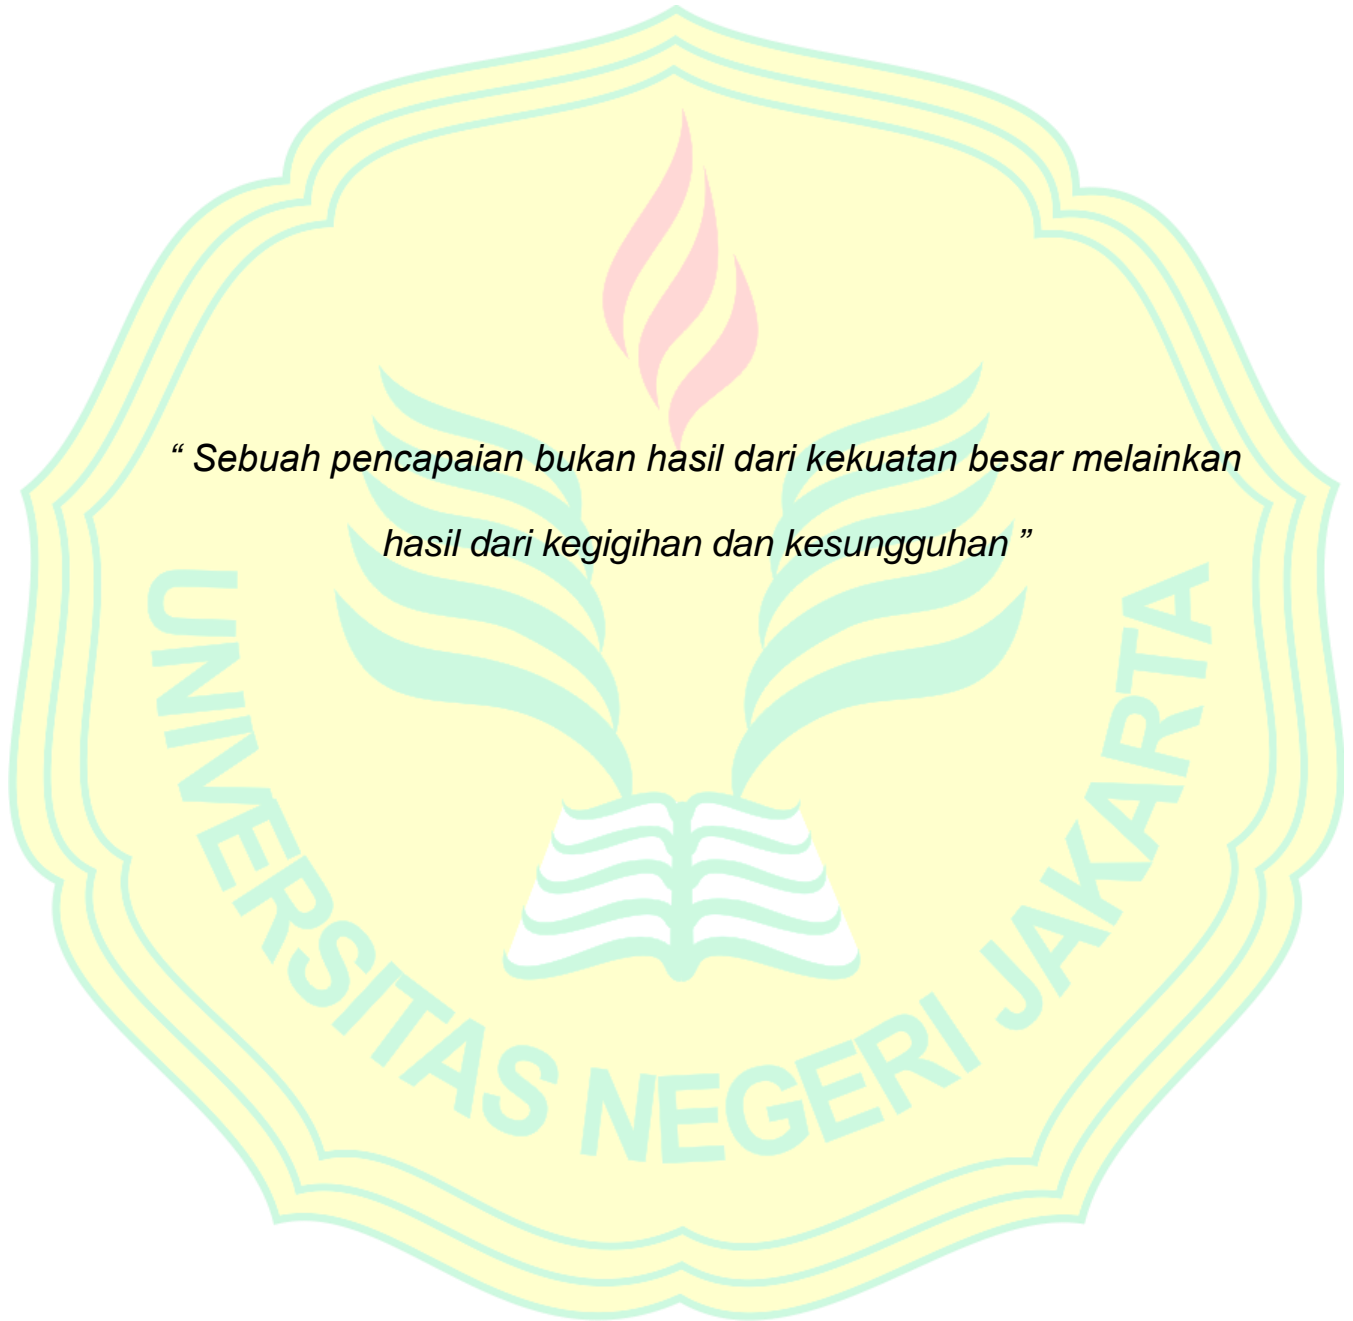 “ Sebuah pencapaian bukan hasil dari kekuatan besar melainkan
hasil dari kegigihan dan kesungguhan ”
UNIVERSITAS NEGERI JAKARTA